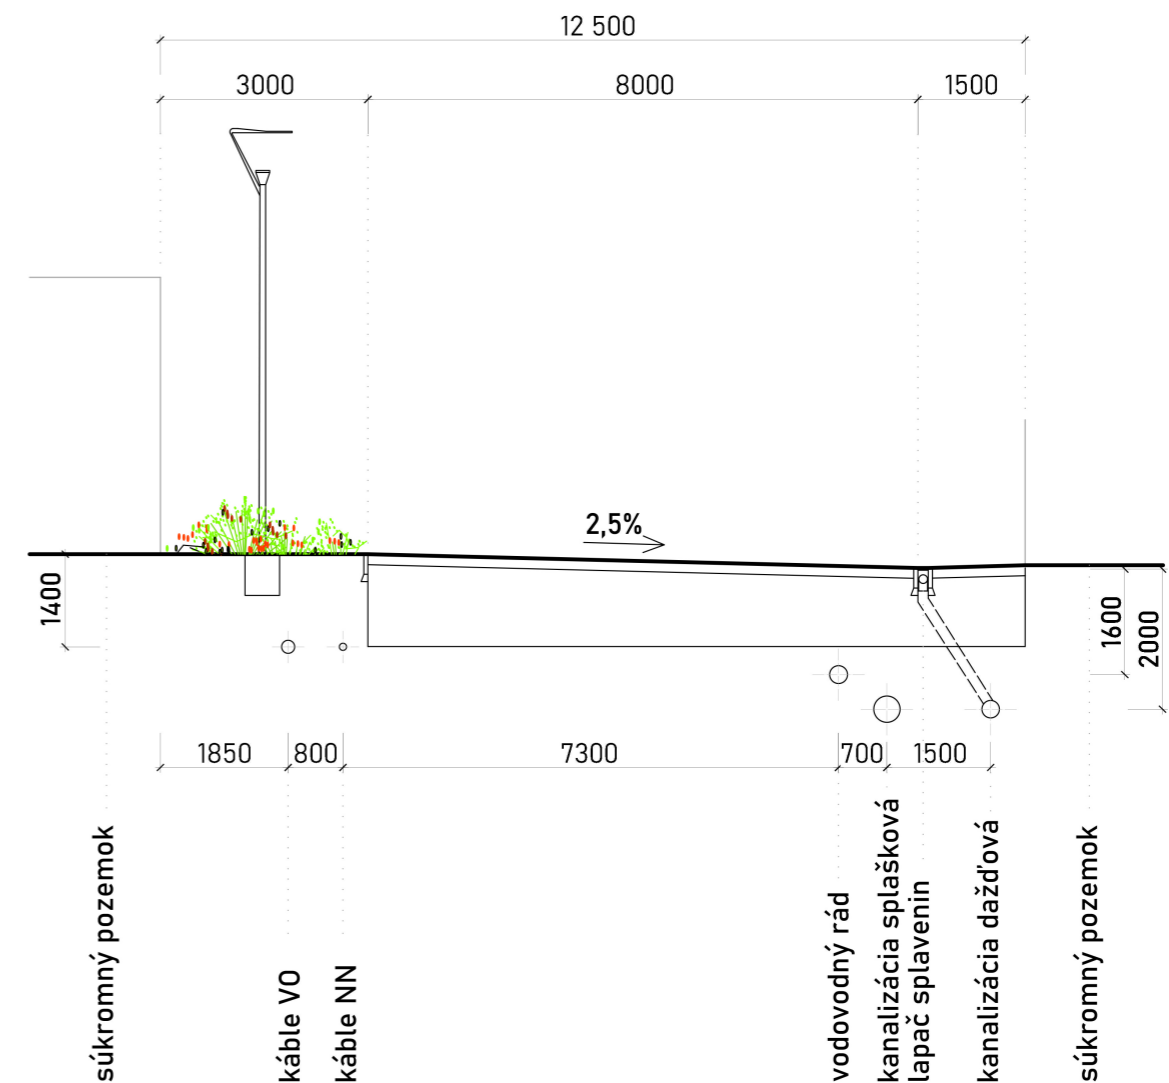 12 500
3000
8000
1500
2,5%
1400
1600
2000
1850
800
7300
700
1500
súkromný pozemok
káble VO
káble NN
vodovodný rád
kanalizácia splašková
lapač splavenin
kanalizácia dažďová
súkromný pozemok